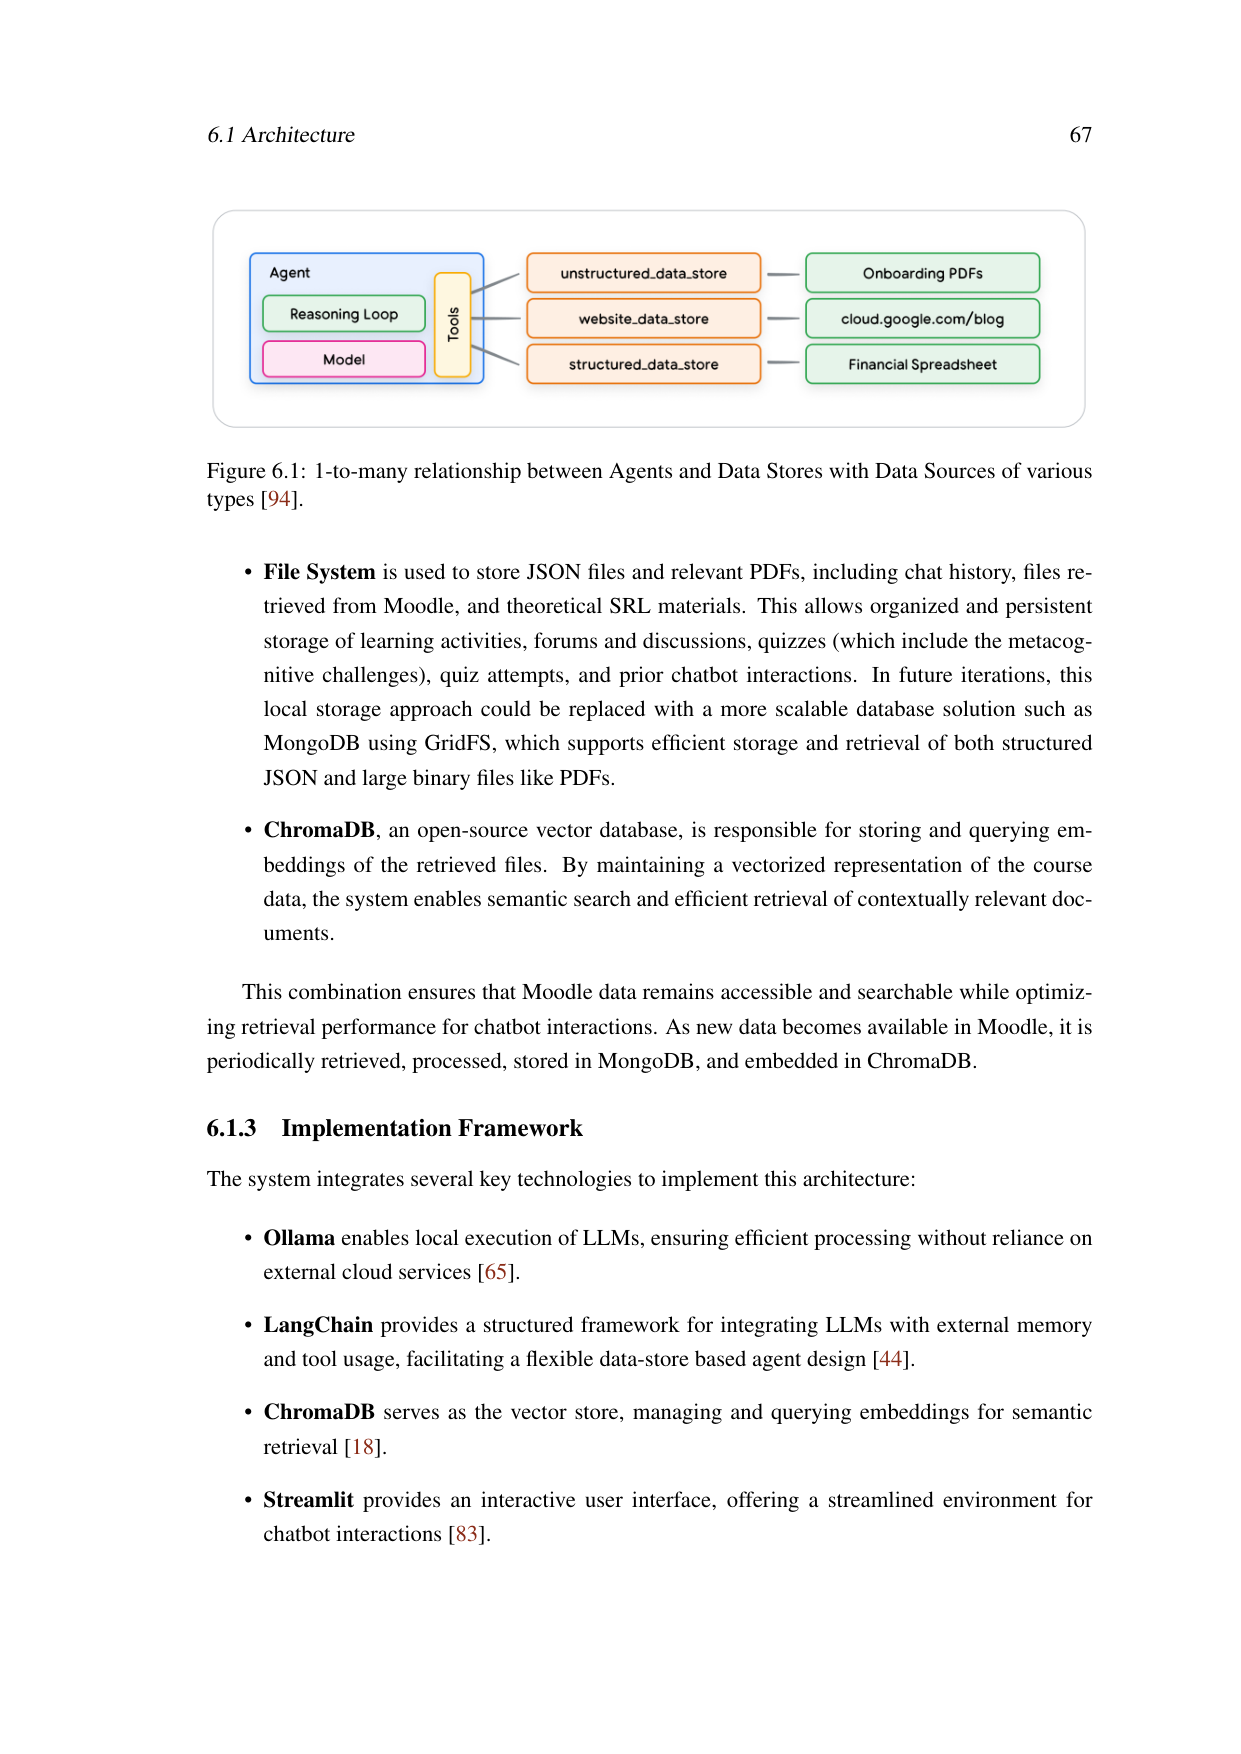 6.1 Architecture 67
Agent
Reasoning Loop
Model
Tools
unstructured_data_store
Onboarding PDFs
website_data_store
cloud.google.com/blog
structured_data_store
Financial Spreadsheet
Figure 6.1: 1-to-many relationship between Agents and Data Stores with Data Sources of various
types [94].
• File System is used to store JSON files and relevant PDFs, including chat history, files re-
trieved from Moodle, and theoretical SRL materials. This allows organized and persistent
storage of learning activities, forums and discussions, quizzes (which include the metacog-
nitive challenges), quiz attempts, and prior chatbot interactions. In future iterations, this
local storage approach could be replaced with a more scalable database solution such as
MongoDB using GridFS, which supports efficient storage and retrieval of both structured
JSON and large binary files like PDFs.
• ChromaDB, an open-source vector database, is responsible for storing and querying em-
beddings of the retrieved files. By maintaining a vectorized representation of the course
data, the system enables semantic search and efficient retrieval of contextually relevant doc-
uments.
This combination ensures that Moodle data remains accessible and searchable while optimiz-
ing retrieval performance for chatbot interactions. As new data becomes available in Moodle, it is
periodically retrieved, processed, stored in MongoDB, and embedded in ChromaDB.
6.1.3 Implementation Framework
The system integrates several key technologies to implement this architecture:
• Ollama enables local execution of LLMs, ensuring efficient processing without reliance on
external cloud services [65].
• LangChain provides a structured framework for integrating LLMs with external memory
and tool usage, facilitating a flexible data-store based agent design [44].
• ChromaDB serves as the vector store, managing and querying embeddings for semantic
retrieval [18].
• Streamlit provides an interactive user interface, offering a streamlined environment for
chatbot interactions [83].